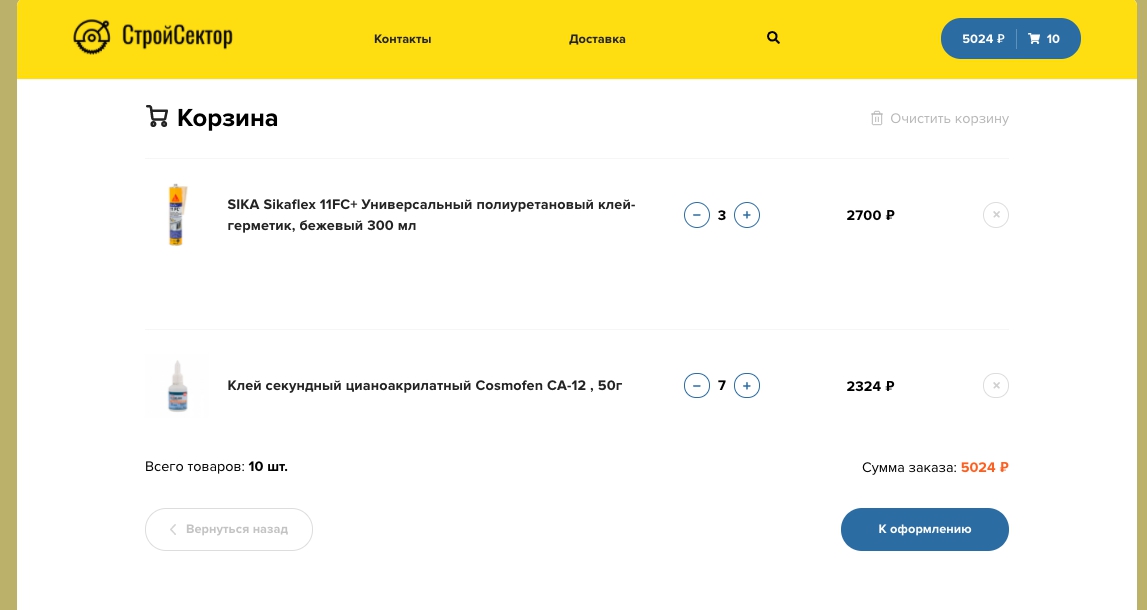 СтройСектор
Контакты
Доставка
5024 ₽
10
Корзина
Очистить корзину
SIKA Sikaflex 11FC+ Универсальный полиуретановый клей-
герметик, бежевый 300 мл
− 3 +
2700 ₽
×
Клей секундный цианоакрилатный Cosmofen CA-12 , 50г
− 7 +
2324 ₽
×
Всего товаров: 10 шт.
Сумма заказа: 5024 ₽
Вернуться назад
К оформлению